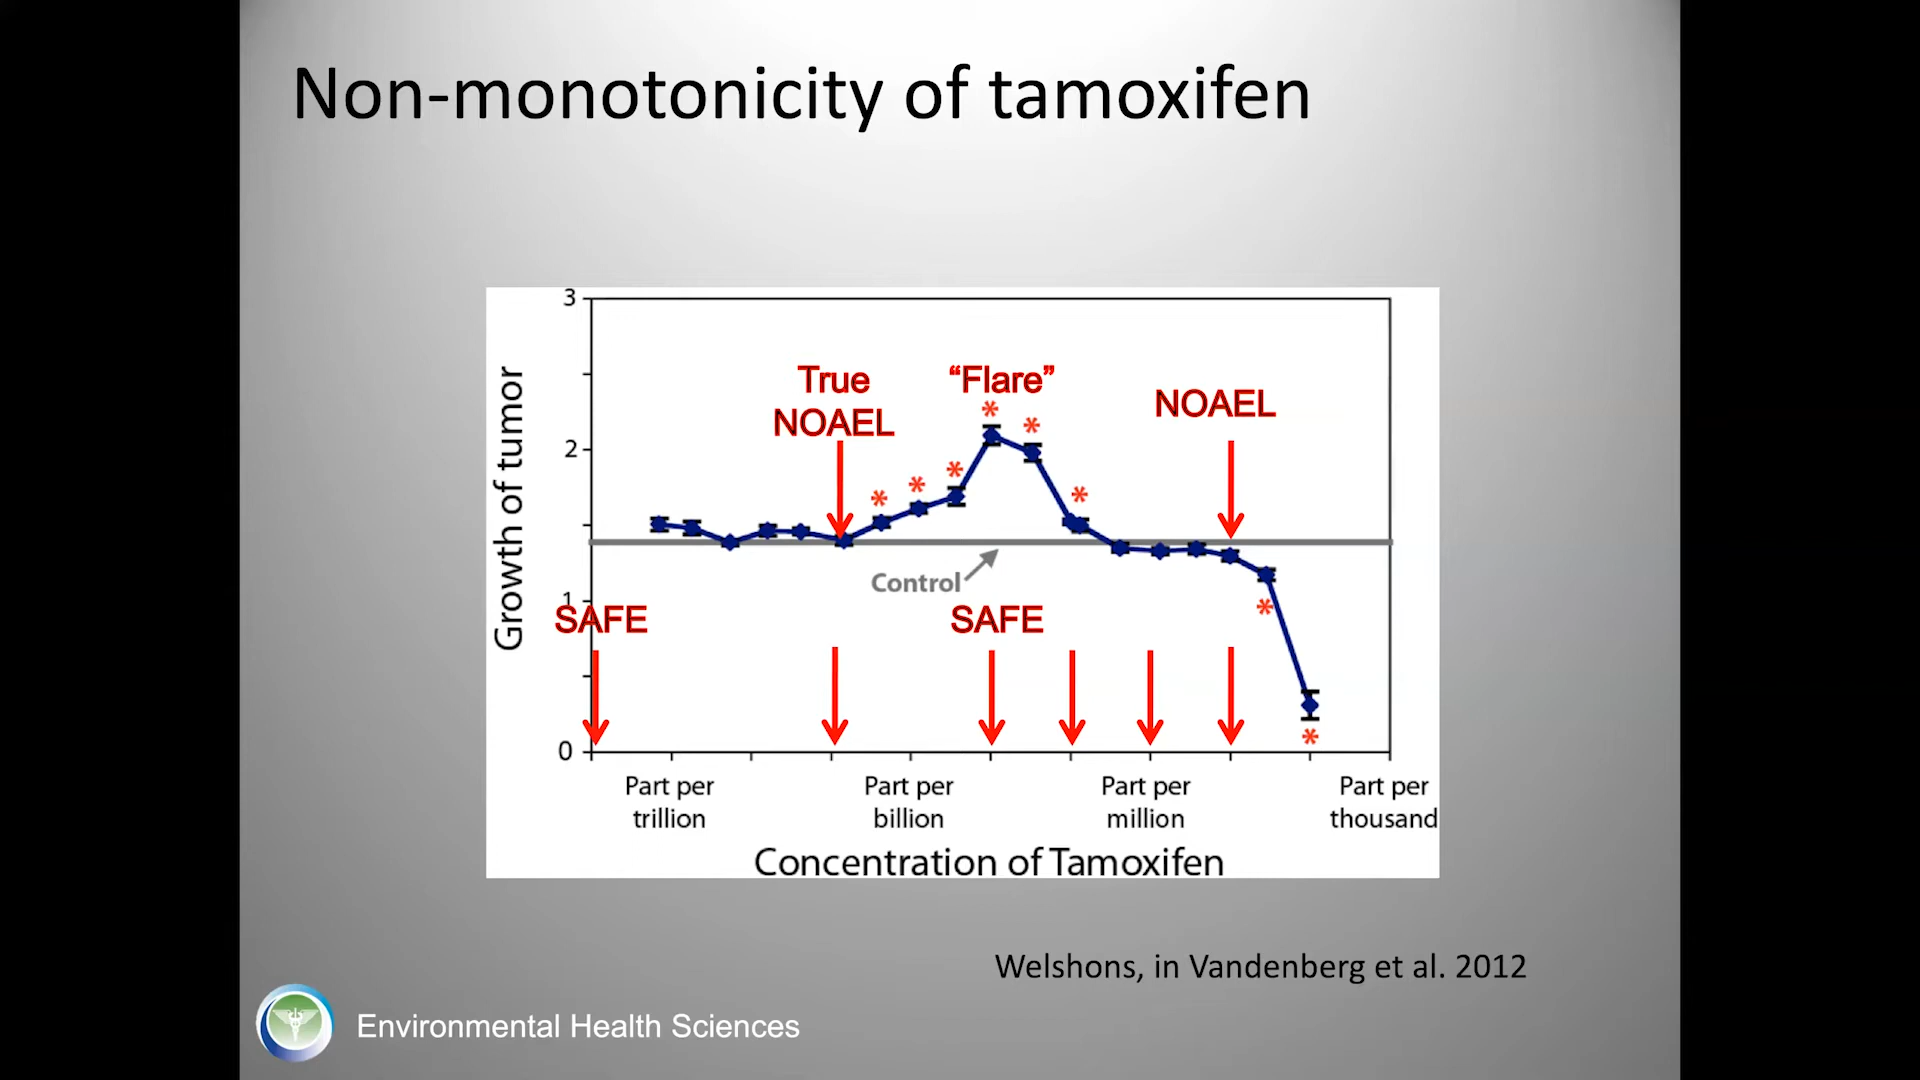 Non-monotonicity of tamoxifen
3
True
NOAEL
“Flare”
NOAEL
*
*
*
*
*
*
2
Growth of tumor
Control
1
SAFE
SAFE
*
*
0
Part per
trillion
Part per
billion
Part per
million
Part per
thousand
Concentration of Tamoxifen
Welshons, in Vandenberg et al. 2012
Environmental Health Sciences